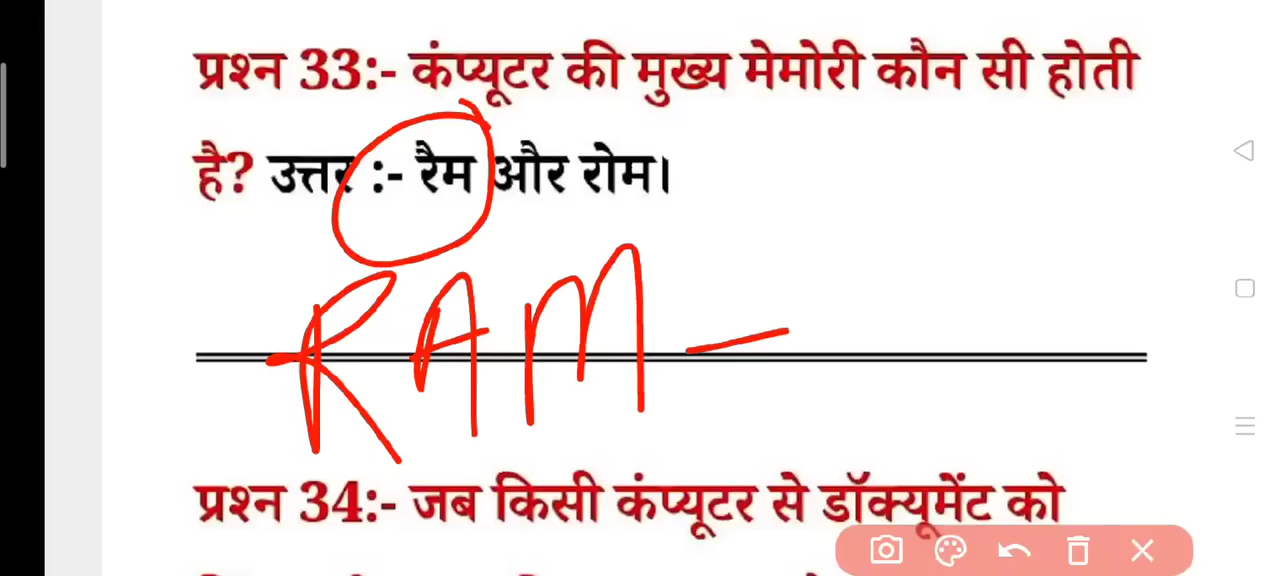 प्रश्न 33:- कंप्यूटर की मुख्य मेमोरी कौन सी होती
है? उत्तर :- रैम और रोम।
RAM -
प्रश्न 34:- जब किसी कंप्यूटर से डॉक्यूमेंट को